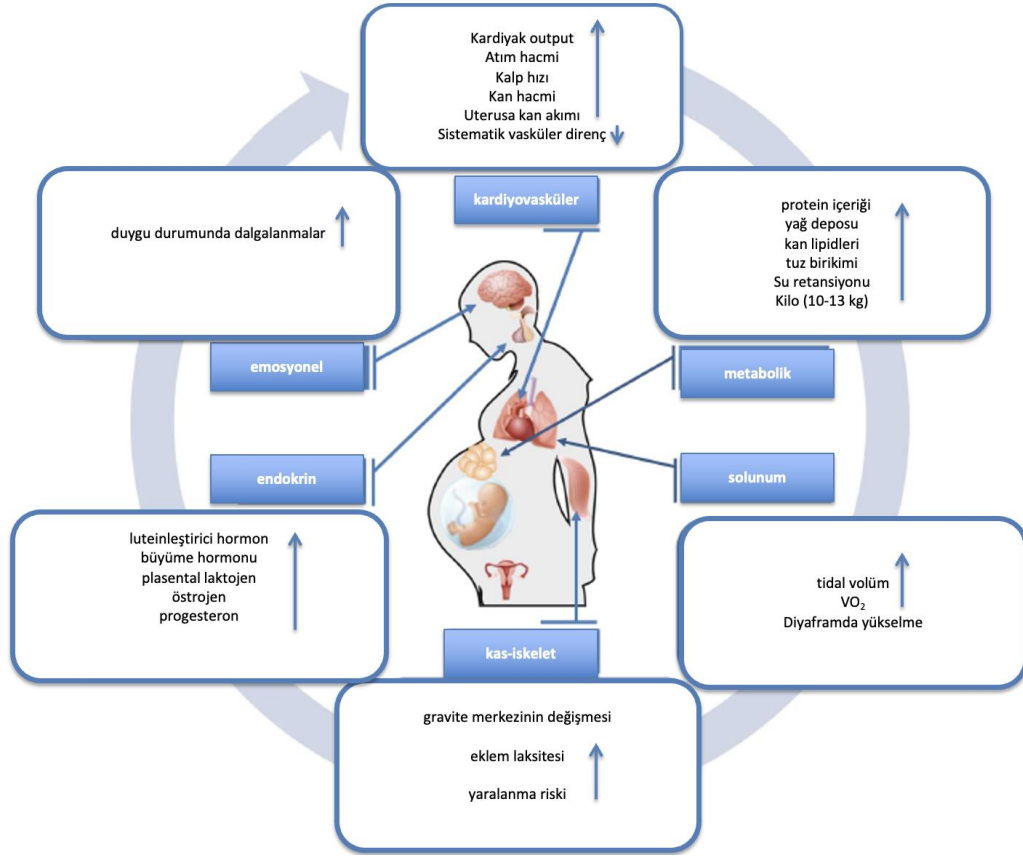 Kardiyak output
Atım hacmi
Kalp hızı
Kan hacmi
Uterusa kan akımı
Sistematik vasküler direnç
kardiyovasküler
protein içeriği
yağ deposu
kan lipidleri
tuz birikimi
Su retansiyonu
Kilo (10-13 kg)
metabolik
solunum
tidal volüm
VO₂
Diyaframda yükselme
kas-iskelet
gravite merkezinin değişmesi
eklem laksitesi
yaralanma riski
endokrin
luteinleştirici hormon
büyüme hormonu
plasental laktojen
östrojen
progesteron
duygu durumunda dalgalanmalar
emosyonel